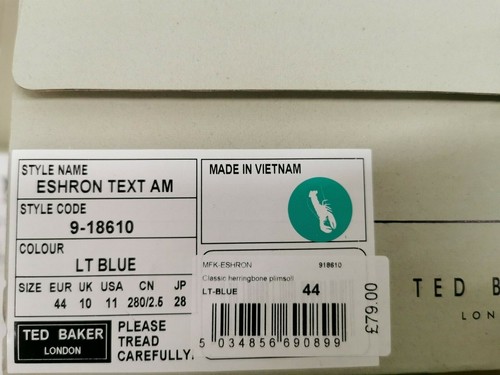 STYLE NAME
ESHRON TEXT AM
STYLE CODE
9-18610
COLOUR
LT BLUE
SIZE EUR UK USA CN JP
44 10 11 280/2.5 28
TED BAKER
LONDON
PLEASE
TREAD
CAREFULLY.
MADE IN VIETNAM
MFK-ESHRON 918610
Classic herringbone plimsoll
LT-BLUE 44
5 034856 690899
£79.00
TED B
LON